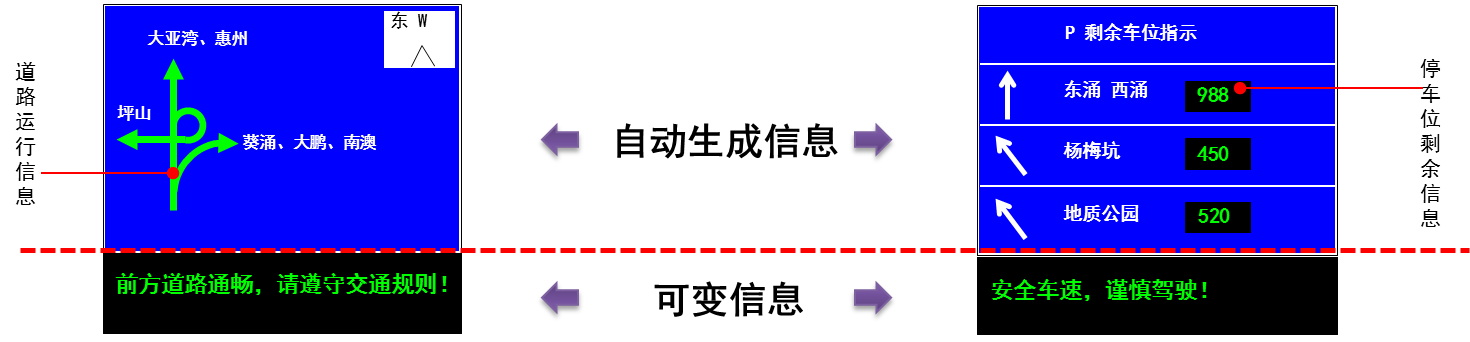 道路运行信息
东 W
大亚湾、惠州
坪山
葵涌、大鹏、南澳
前方道路通畅，请遵守交通规则！
自动生成信息
可变信息
P 剩余车位指示
东涌 西涌 988
杨梅坑 450
地质公园 520
安全车速，谨慎驾驶！
停车位剩余信息